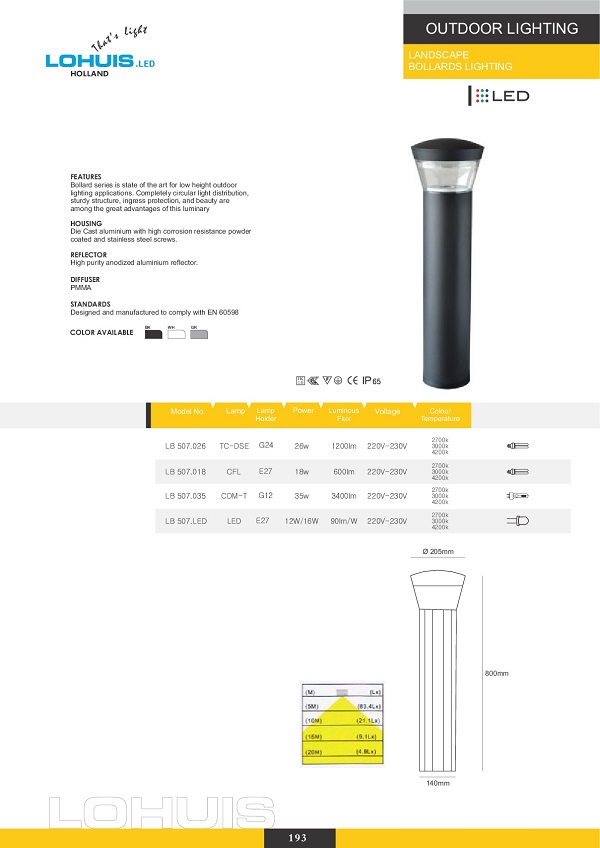 That's light
LOHUIS.LED
HOLLAND
OUTDOOR LIGHTING
LANDSCAPE
BOLLARDS LIGHTING
LED
FEATURES
Bollard series is state of the art for low height outdoor
lighting applications. Completely circular light distribution,
sturdy structure, ingress protection, and beauty are
among the great advantages of this luminary
HOUSING
Die Cast aluminium with high corrosion resistance powder
coated and stainless steel screws.
REFLECTOR
High purity anodized aluminium reflector.
DIFFUSER
PMMA
STANDARDS
Designed and manufactured to comply with EN 60598
COLOR AVAILABLE BK WH GR
CE IP65
Model No. Lamp Lamp Holder Power Luminous Flux Voltage Colour Temperature
LB 507.026 TC-DSE G24 26w 1200lm 220V-230V 2700k 3000k 4200k
LB 507.018 CFL E27 18w 600lm 220V-230V 2700k 3000k 4200k
LB 507.035 CDM-T G12 35w 3400lm 220V-230V 2700k 3000k 4200k
LB 507.LED LED E27 12W/16W 90lm/W 220V-230V 2700k 3000k 4200k
Ø 205mm
800mm
140mm
(M) (Lx)
(5M) (83.4Lx)
(10M) (21.1Lx)
(15M) (9.1Lx)
(20M) (4.9Lx)
LOHUIS
193